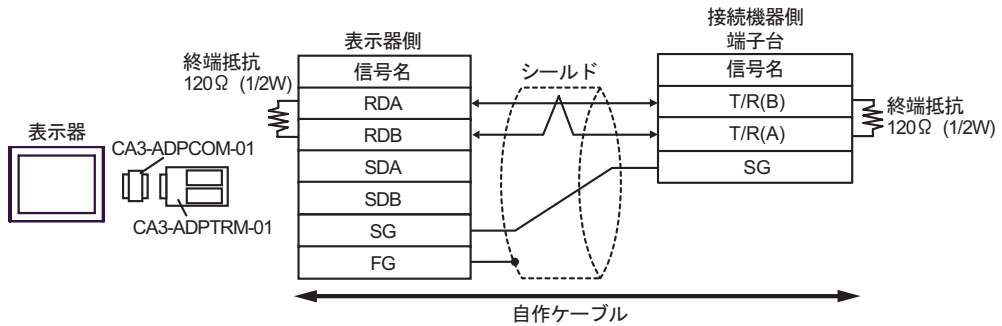 表示器
CA3-ADPCOM-01
CA3-ADPTRM-01
終端抵抗
120Ω (1/2W)
表示器側
信号名
RDA
RDB
SDA
SDB
SG
FG
シールド
接続機器側
端子台
信号名
T/R(B)
T/R(A)
SG
終端抵抗
120Ω (1/2W)
自作ケーブル